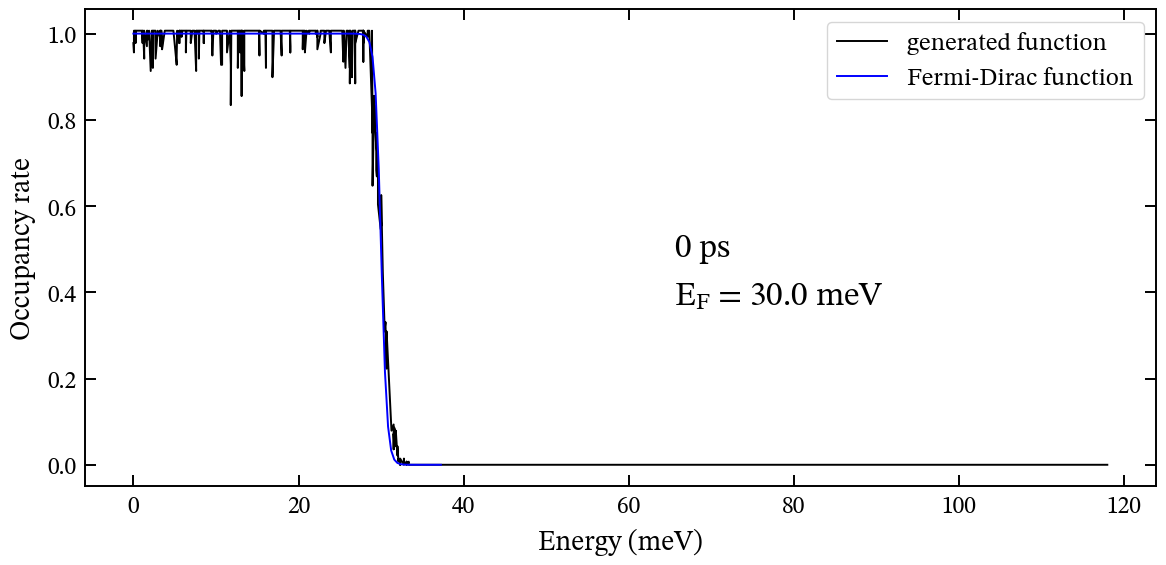 generated function
Fermi-Dirac function
1.0
0.8
0.6
0.4
0.2
0.0
Occupancy rate
0 ps
E_F = 30.0 meV
0
20
40
60
80
100
120
Energy (meV)